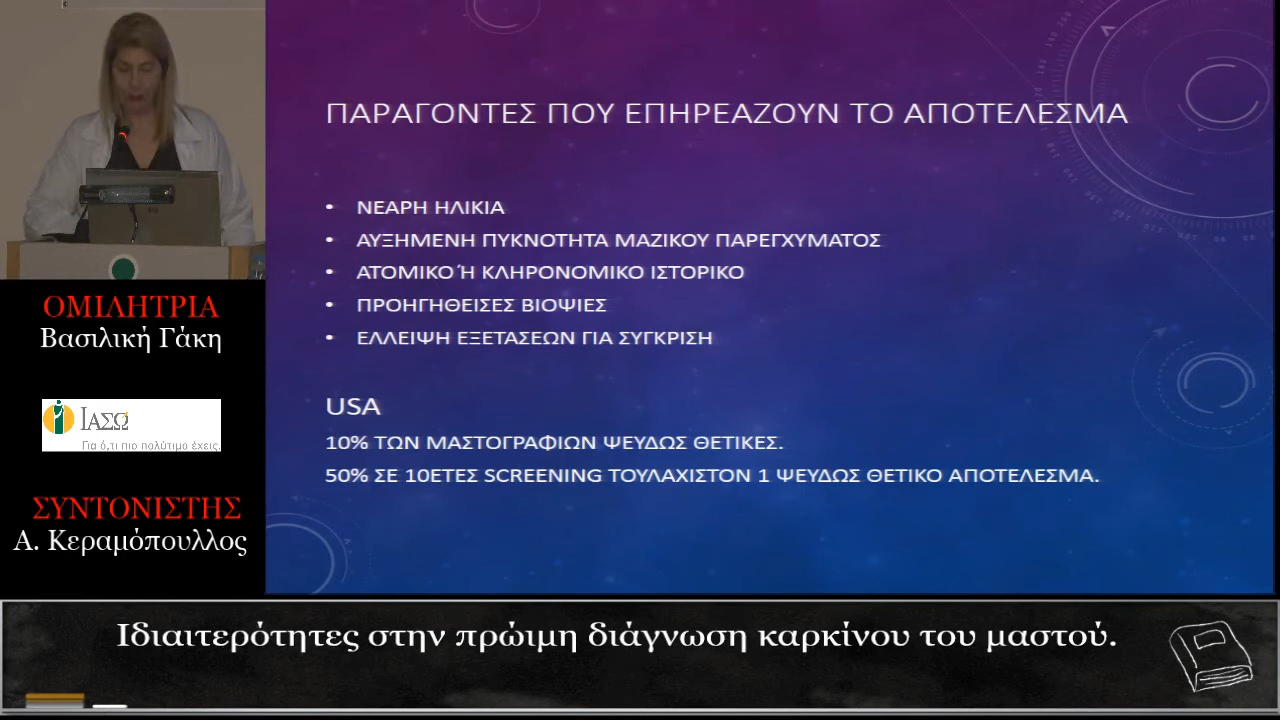 ΠΑΡΑΓΟΝΤΕΣ ΠΟΥ ΕΠΗΡΕΑΖΟΥΝ ΤΟ ΑΠΟΤΕΛΕΣΜΑ
• ΝΕΑΡΗ ΗΛΙΚΙΑ
• ΑΥΞΗΜΕΝΗ ΠΥΚΝΟΤΗΤΑ ΜΑΖΙΚΟΥ ΠΑΡΕΓΧΥΜΑΤΟΣ
• ΑΤΟΜΙΚΟ Ή ΚΛΗΡΟΝΟΜΙΚΟ ΙΣΤΟΡΙΚΟ
• ΠΡΟΗΓΗΘΕΙΣΕΣ ΒΙΟΨΙΕΣ
• ΕΛΛΕΙΨΗ ΕΞΕΤΑΣΕΩΝ ΓΙΑ ΣΥΓΚΡΙΣΗ
USA
10% ΤΩΝ ΜΑΣΤΟΓΡΑΦΙΩΝ ΨΕΥΔΩΣ ΘΕΤΙΚΕΣ.
50% ΣΕ 10ΕΤΕΣ SCREENING ΤΟΥΛΑΧΙΣΤΟΝ 1 ΨΕΥΔΩΣ ΘΕΤΙΚΟ ΑΠΟΤΕΛΕΣΜΑ.
ΟΜΙΛΗΤΡΙΑ
Βασιλική Γάκη
ΙΑΣΩ
Για ό,τι πιο πολύτιμο έχεις.
ΣΥΝΤΟΝΙΣΤΗΣ
Α. Κεραμόπουλλος
Ιδιαιτερότητες στην πρώιμη διάγνωση καρκίνου του μαστού.